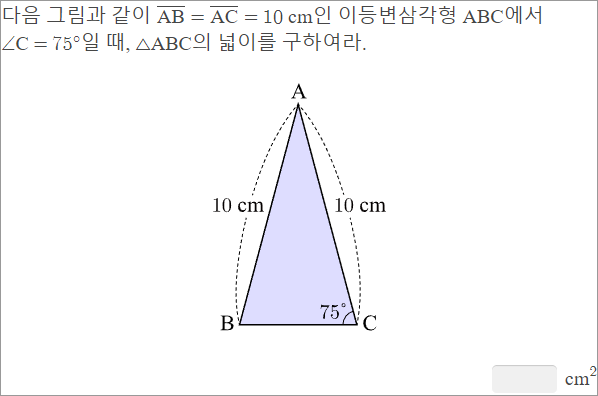 다음 그림과 같이 AB = AC = 10 cm인 이등변삼각형 ABC에서
∠C = 75°일 때, △ABC의 넓이를 구하여라.
A
10 cm 10 cm
75°
B C
cm²